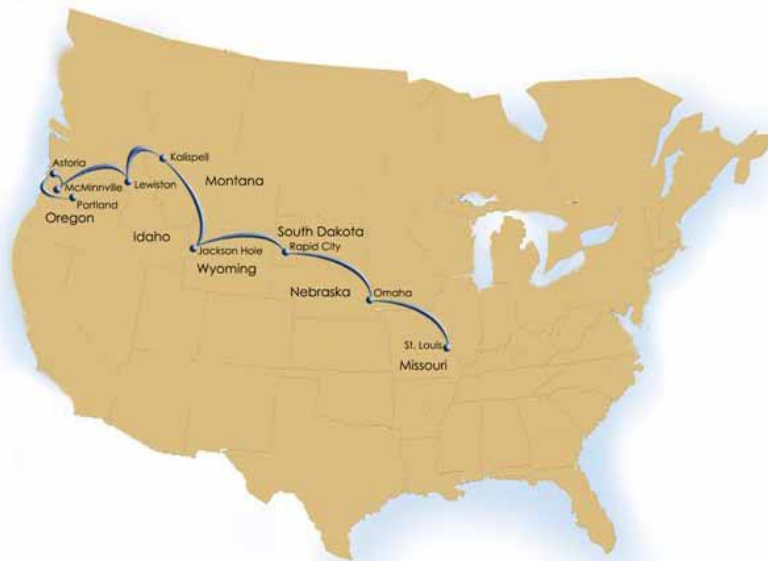 Kalispell
Astoria
Montana
McMinnville
Lewiston
Portland
Oregon
Idaho
South Dakota
Rapid City
Jackson Hole
Wyoming
Nebraska
Omaha
St. Louis
Missouri